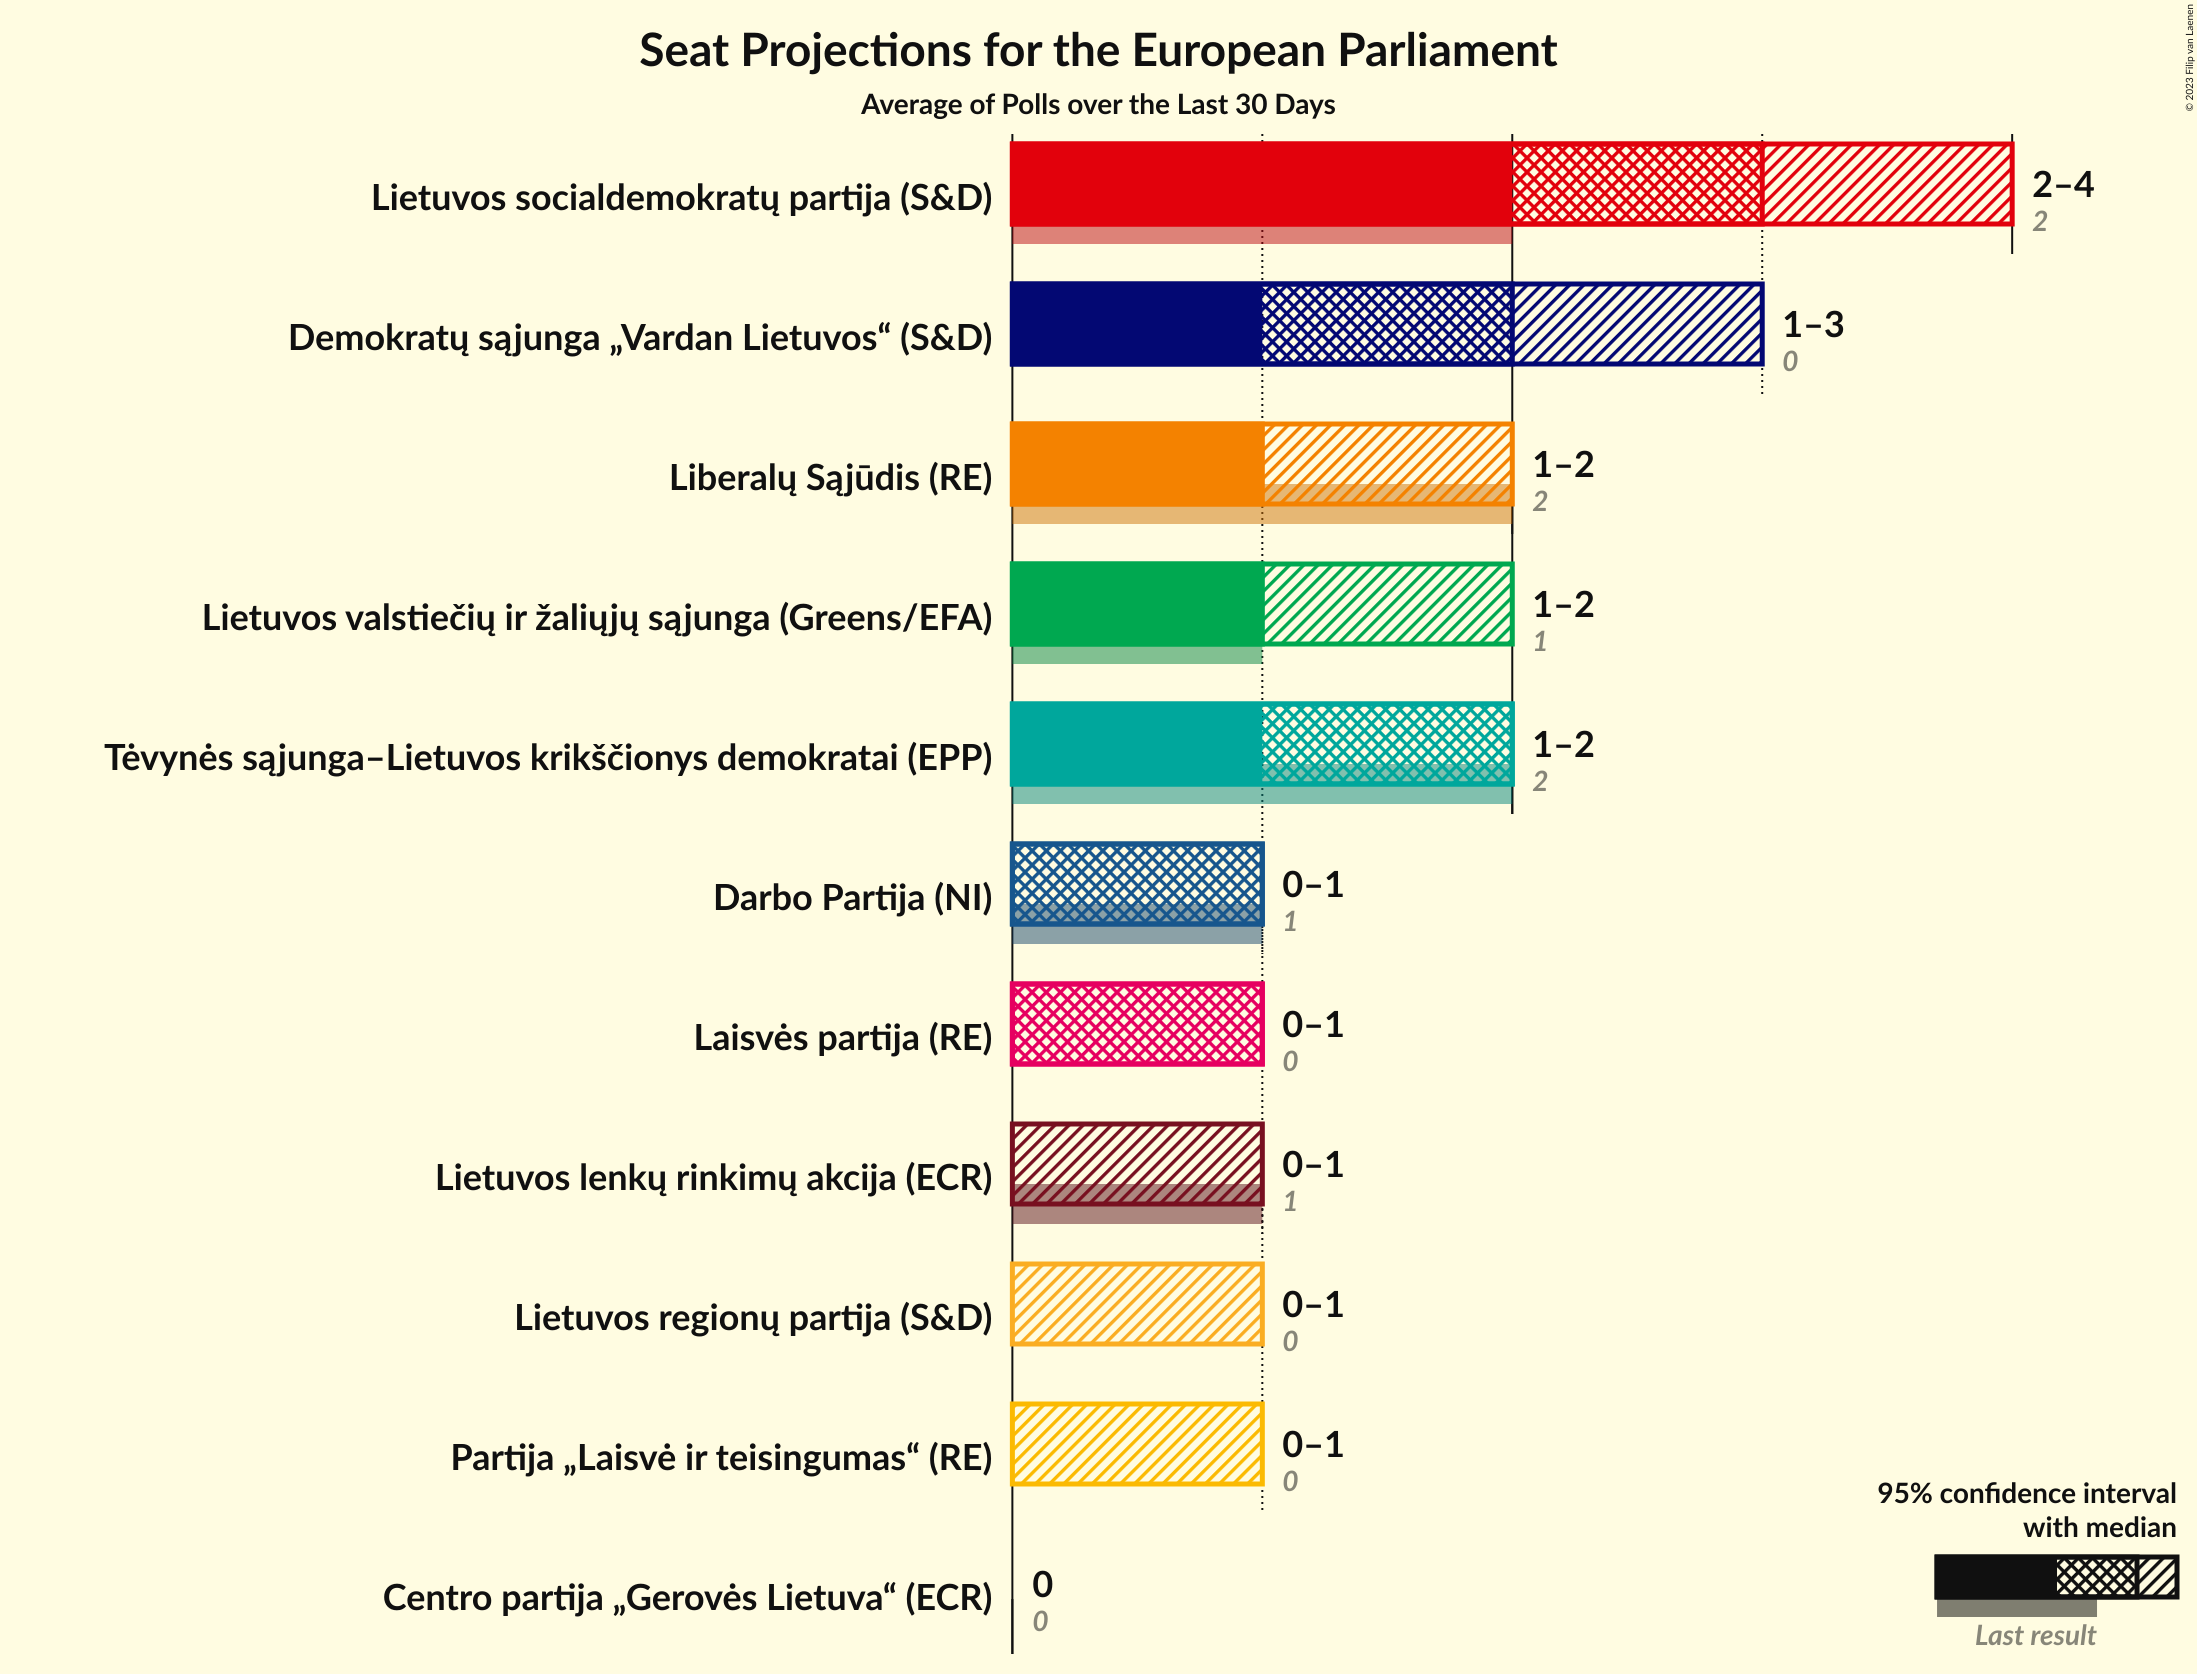 Seat Projections for the European Parliament
Average of Polls over the Last 30 Days
© 2023 Filip van Laenen
Lietuvos socialdemokratų partija (S&D)
2–4
2
Demokratų sąjunga „Vardan Lietuvos“ (S&D)
1–3
0
Liberalų Sąjūdis (RE)
1–2
2
Lietuvos valstiečių ir žaliųjų sąjunga (Greens/EFA)
1–2
1
Tėvynės sąjunga–Lietuvos krikščionys demokratai (EPP)
1–2
2
Darbo Partija (NI)
0–1
1
Laisvės partija (RE)
0–1
0
Lietuvos lenkų rinkimų akcija (ECR)
0–1
1
Lietuvos regionų partija (S&D)
0–1
0
Partija „Laisvė ir teisingumas“ (RE)
0–1
0
Centro partija „Gerovės Lietuva“ (ECR)
0
0
95% confidence interval
with median
Last result